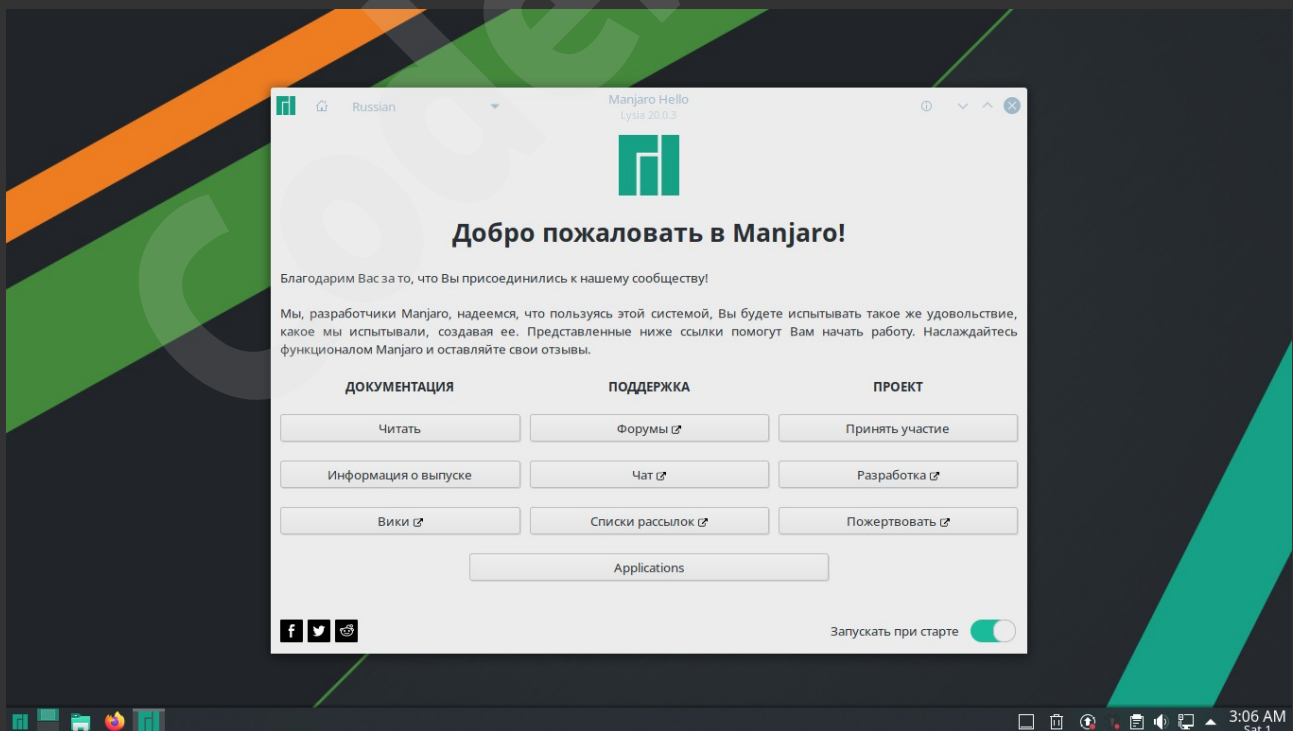 Russian
Manjaro Hello
Lysia 20.0.3
Добро пожаловать в Manjaro!
Благодарим Вас за то, что Вы присоединились к нашему сообществу!
Мы, разработчики Manjaro, надеемся, что пользуясь этой системой, Вы будете испытывать такое же удовольствие,
какое мы испытывали, создавая ее. Представленные ниже ссылки помогут Вам начать работу. Наслаждайтесь
функционалом Manjaro и оставляйте свои отзывы.
ДОКУМЕНТАЦИЯ
ПОДДЕРЖКА
ПРОЕКТ
Читать
Форумы
Принять участие
Информация о выпуске
Чат
Разработка
Вики
Списки рассылок
Пожертвовать
Applications
Запускать при старте
3:06 AM
Sat 1